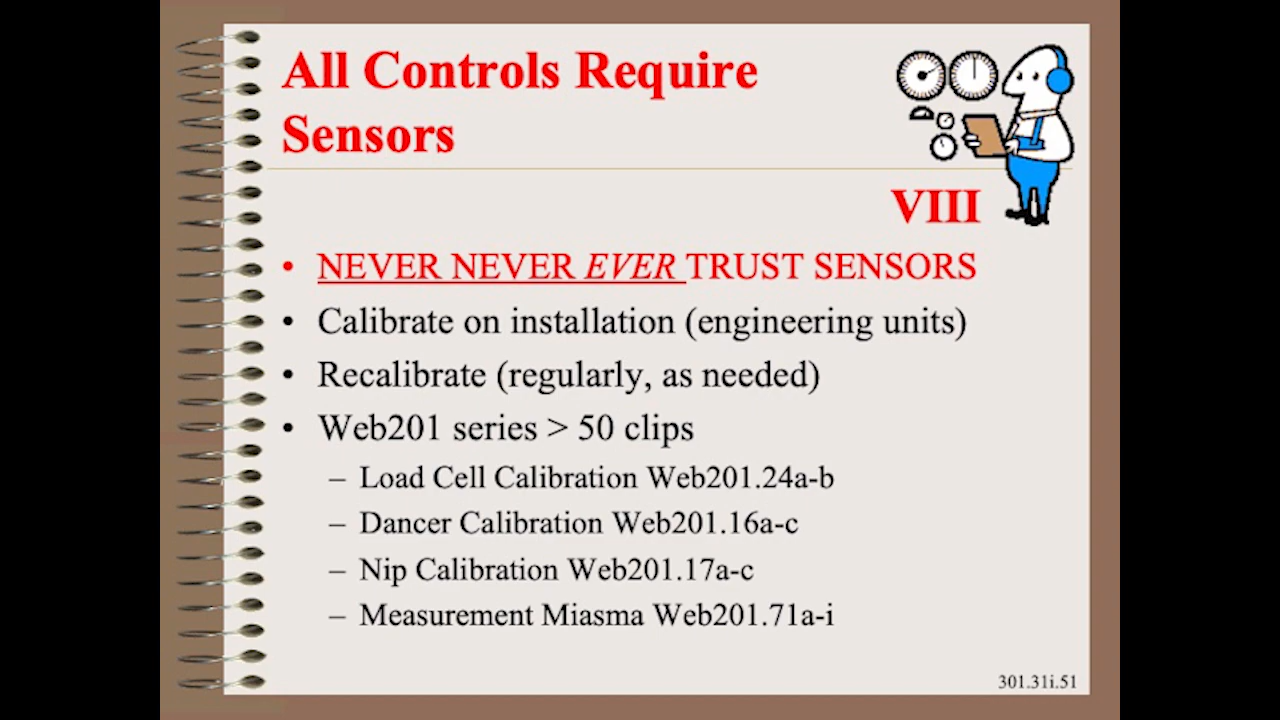 All Controls Require
Sensors
VIII
• NEVER NEVER EVER TRUST SENSORS
• Calibrate on installation (engineering units)
• Recalibrate (regularly, as needed)
• Web201 series > 50 clips
– Load Cell Calibration Web201.24a-b
– Dancer Calibration Web201.16a-c
– Nip Calibration Web201.17a-c
– Measurement Miasma Web201.71a-i
301.31i.51